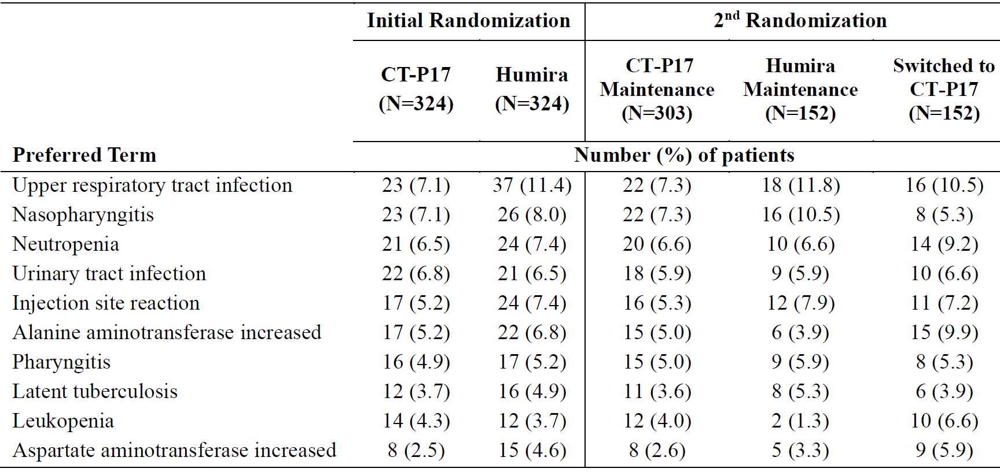 Initial Randomization 2nd Randomization
CT-P17 (N=324) Humira (N=324) CT-P17 Maintenance (N=303) Humira Maintenance (N=152) Switched to CT-P17 (N=152)
Preferred Term Number (%) of patients
Upper respiratory tract infection 23 (7.1) 37 (11.4) 22 (7.3) 18 (11.8) 16 (10.5)
Nasopharyngitis 23 (7.1) 26 (8.0) 22 (7.3) 16 (10.5) 8 (5.3)
Neutropenia 21 (6.5) 24 (7.4) 20 (6.6) 10 (6.6) 14 (9.2)
Urinary tract infection 22 (6.8) 21 (6.5) 18 (5.9) 9 (5.9) 10 (6.6)
Injection site reaction 17 (5.2) 24 (7.4) 16 (5.3) 12 (7.9) 11 (7.2)
Alanine aminotransferase increased 17 (5.2) 22 (6.8) 15 (5.0) 6 (3.9) 15 (9.9)
Pharyngitis 16 (4.9) 17 (5.2) 15 (5.0) 9 (5.9) 8 (5.3)
Latent tuberculosis 12 (3.7) 16 (4.9) 11 (3.6) 8 (5.3) 6 (3.9)
Leukopenia 14 (4.3) 12 (3.7) 12 (4.0) 2 (1.3) 10 (6.6)
Aspartate aminotransferase increased 8 (2.5) 15 (4.6) 8 (2.6) 5 (3.3) 9 (5.9)